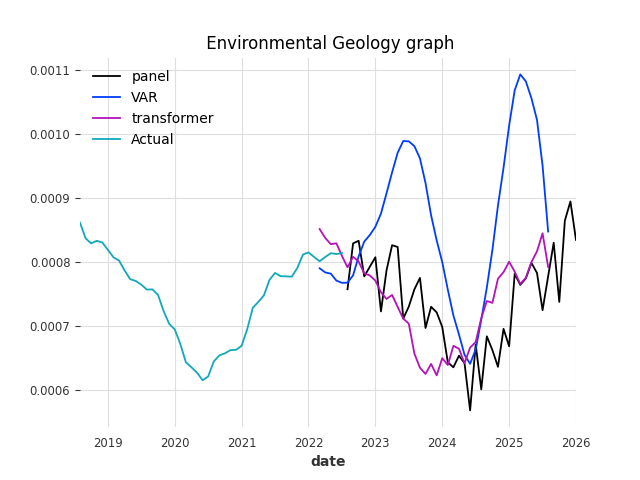 Environmental Geology graph
panel
VAR
transformer
Actual
0.0011
0.0010
0.0009
0.0008
0.0007
0.0006
2019 2020 2021 2022 2023 2024 2025 2026
date